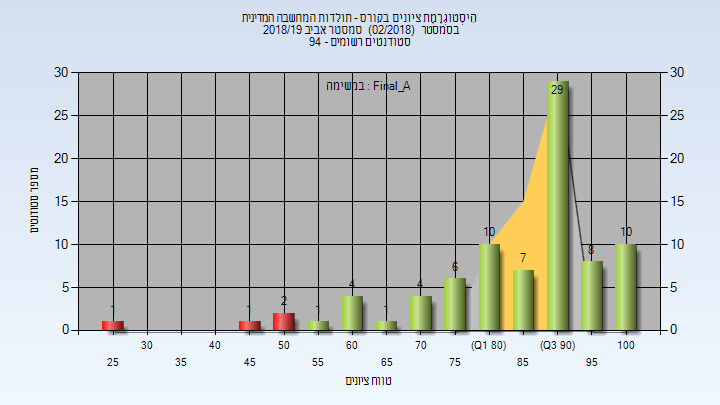 הִיסְטוֹגְרַמַת ציונים בקורס - תולדות המחשבה המדינית
בסמסטר (02/2018) סמסטר אביב 2018/19
סטודנטים רשומים - 94
במשימה : Final_A
30 30
25 25
20 20
15 15
10 10
5 5
0 0
מספר סטודנטים
1 1 2 1 4 1 4 6 10 7 29 8 10
30 40 50 60 70 (Q1 80) (Q3 90) 100
25 35 45 55 65 75 85 95
טווח ציונים